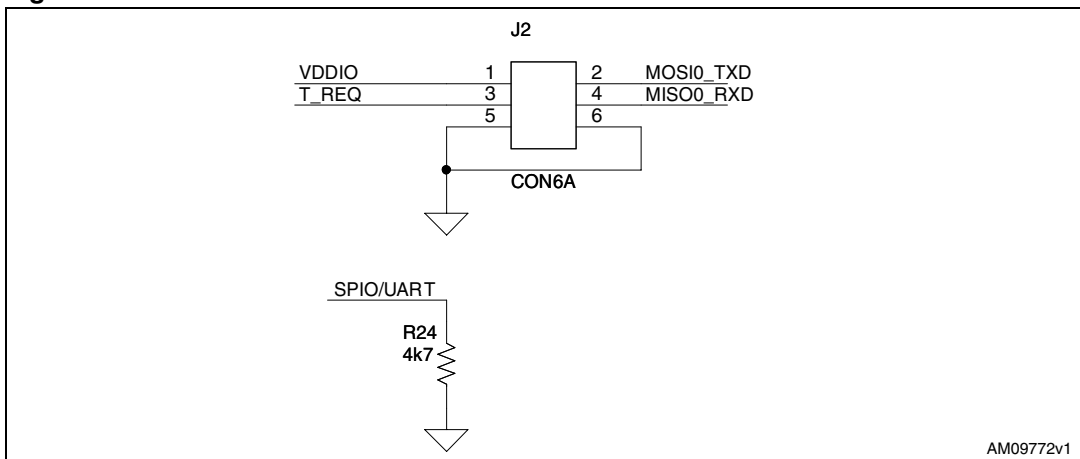 J2
VDDIO 1 2 MOSI0_TXD
T_REQ 3 4 MISO0_RXD
5 6
CON6A
SPIO/UART
R24
4k7
AM09772v1